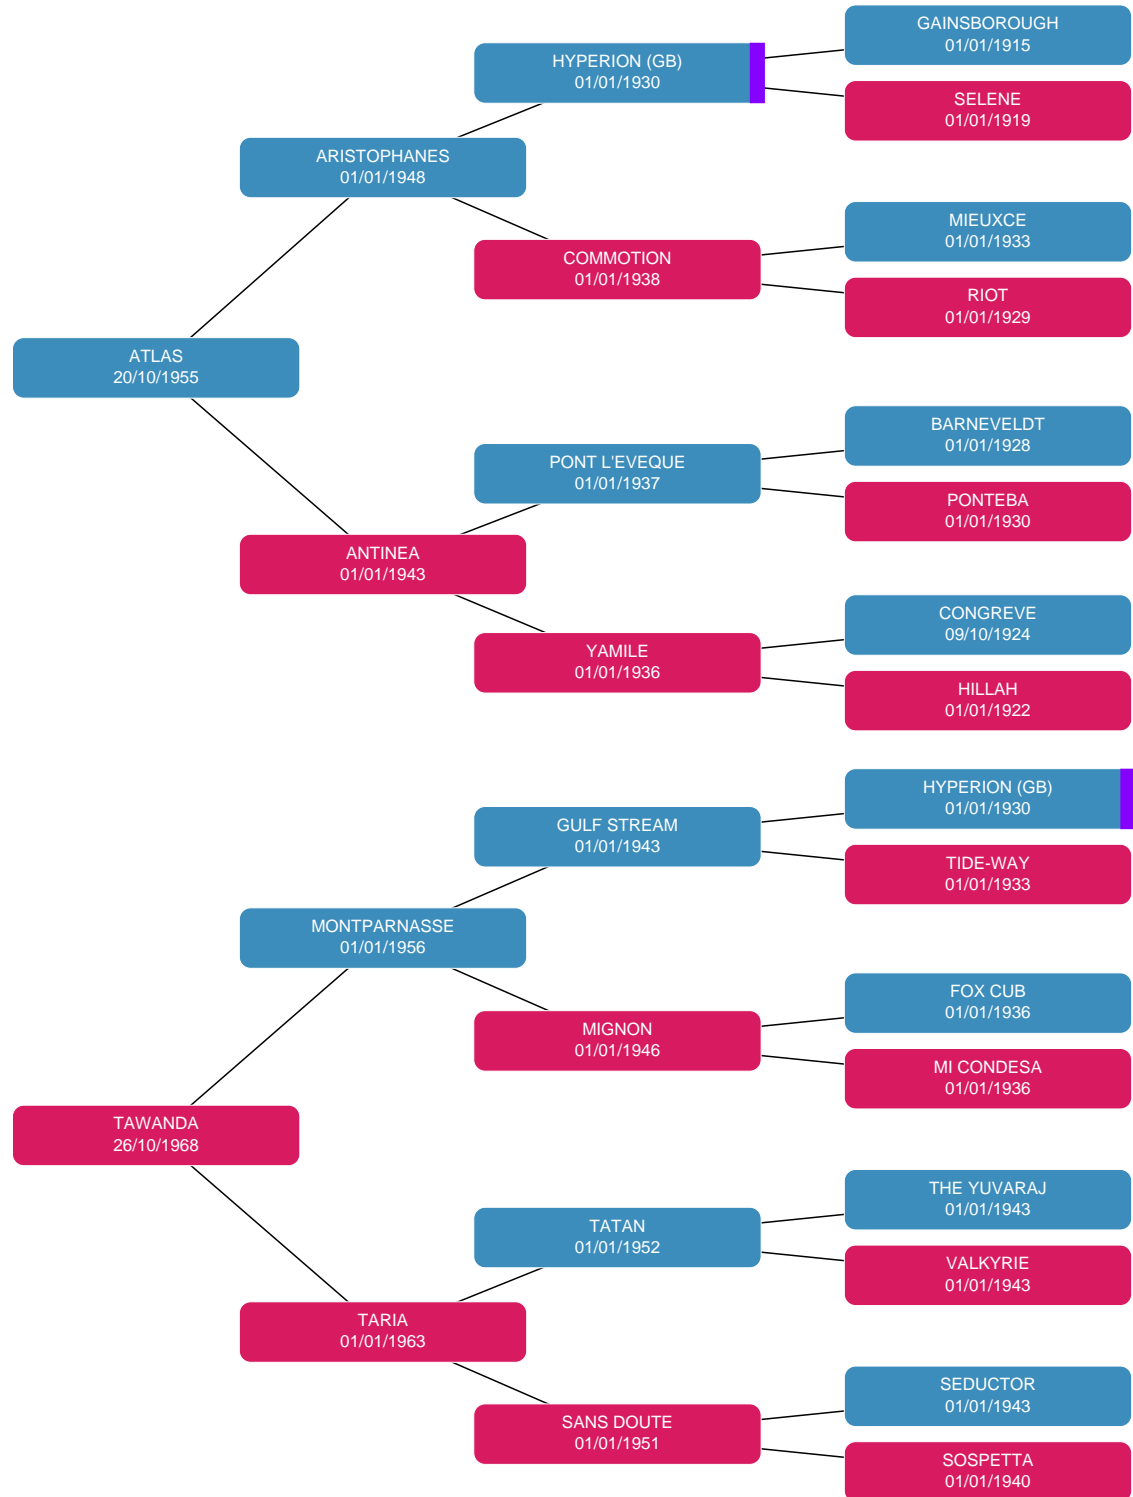 GAINSBOROUGH
01/01/1915
HYPERION (GB)
01/01/1930
SELENE
01/01/1919
ARISTOPHANES
01/01/1948
MIEUXCE
01/01/1933
COMMOTION
01/01/1938
RIOT
01/01/1929
ATLAS
20/10/1955
BARNEVELDT
01/01/1928
PONT L'EVEQUE
01/01/1937
PONTEBA
01/01/1930
ANTINEA
01/01/1943
CONGREVE
09/10/1924
YAMILE
01/01/1936
HILLAH
01/01/1922
HYPERION (GB)
01/01/1930
GULF STREAM
01/01/1943
TIDE-WAY
01/01/1933
MONTPARNASSE
01/01/1956
FOX CUB
01/01/1936
MIGNON
01/01/1946
MI CONDESA
01/01/1936
TAWANDA
26/10/1968
THE YUVARAJ
01/01/1943
TATAN
01/01/1952
VALKYRIE
01/01/1943
TARIA
01/01/1963
SEDUCTOR
01/01/1943
SANS DOUTE
01/01/1951
SOSPETTA
01/01/1940